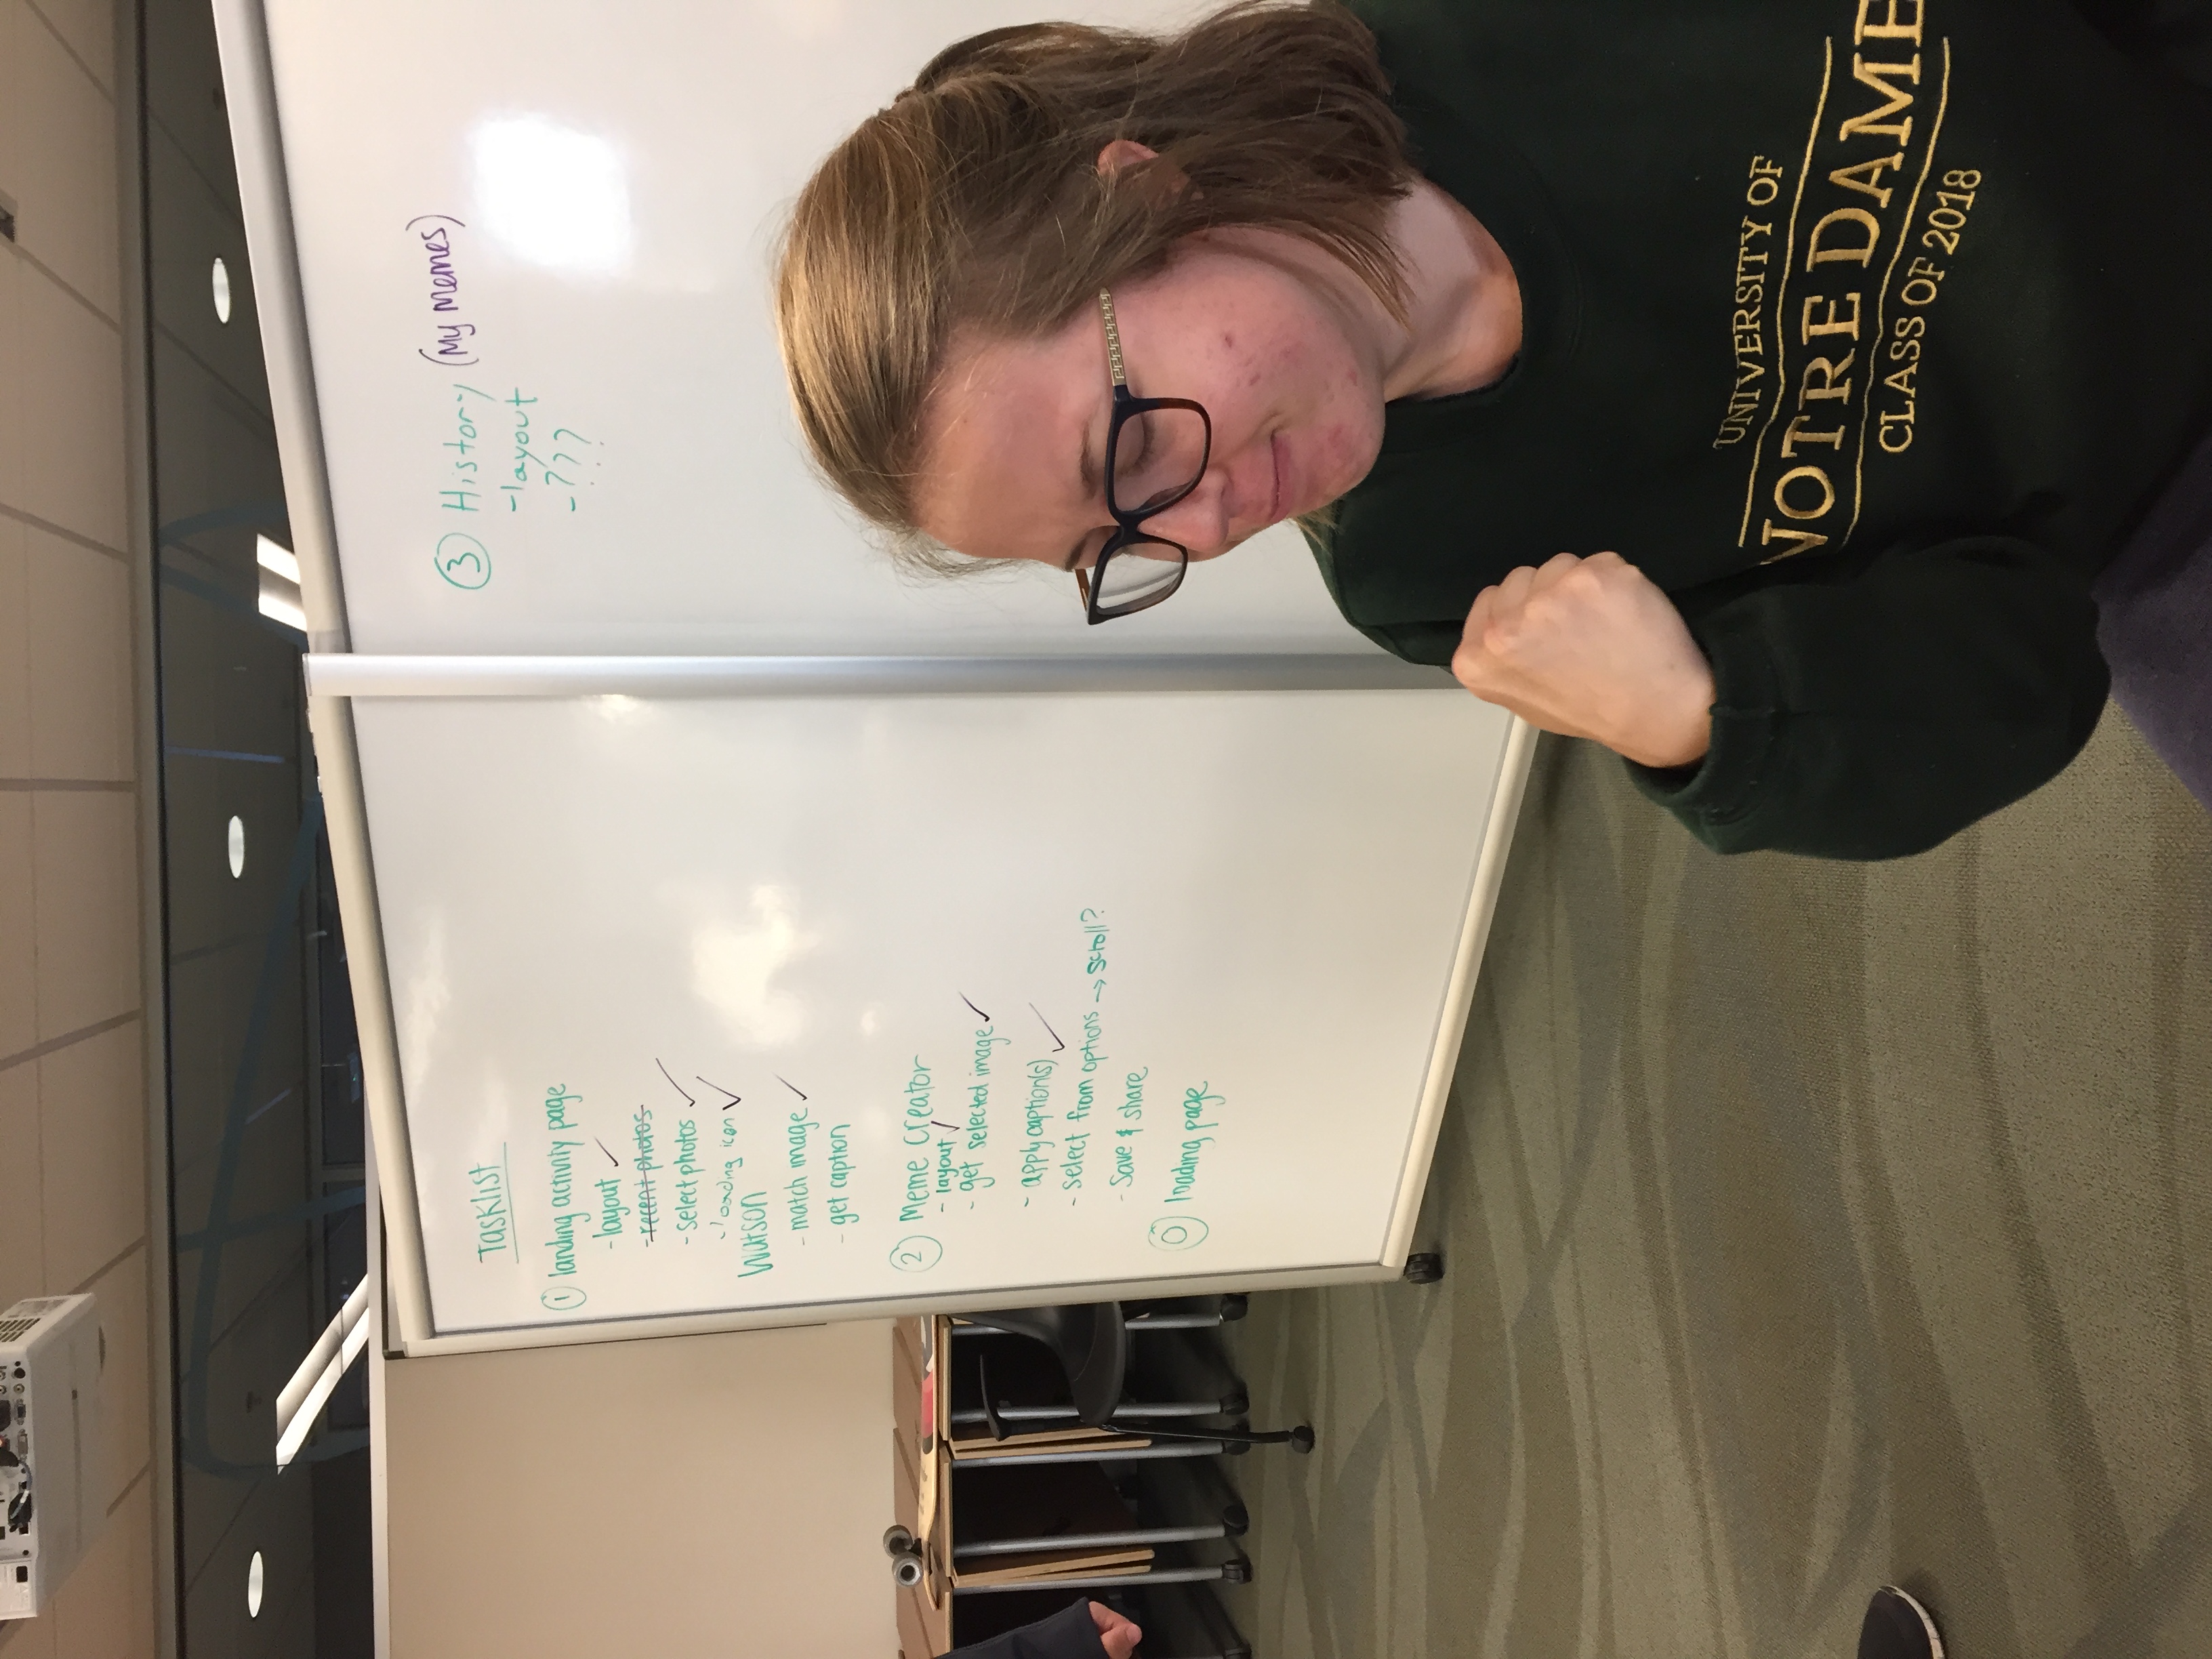 Tasklist
① landing activity page
- layout ✓
- recent photos
- select photos ✓
- loading icon ✓
Watson
- match image ✓
- get caption
② Meme Creator
- layout ✓
- get selected image ✓
- apply caption(s) ✓
- select from options → scroll?
- Save & share
⓪ loading page
③ History (My Memes)
- layout
- ???
UNIVERSITY OF
NOTRE DAME
CLASS OF 2018